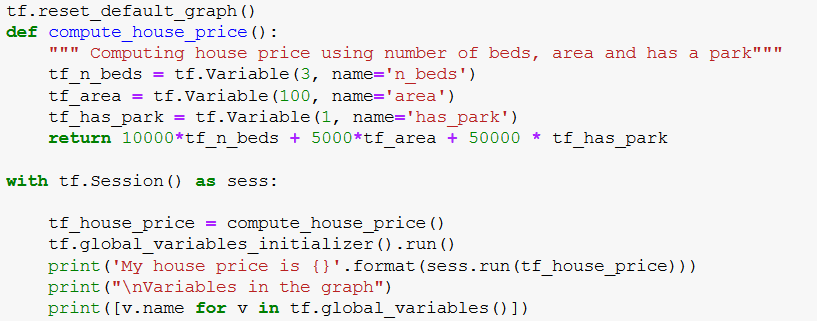 tf.reset_default_graph()
def compute_house_price():
    """ Computing house price using number of beds, area and has a park"""
    tf_n_beds = tf.Variable(3, name='n_beds')
    tf_area = tf.Variable(100, name='area')
    tf_has_park = tf.Variable(1, name='has_park')
    return 10000*tf_n_beds + 5000*tf_area + 50000 * tf_has_park
with tf.Session() as sess:
    tf_house_price = compute_house_price()
    tf.global_variables_initializer().run()
    print('My house price is {}'.format(sess.run(tf_house_price)))
    print("\nVariables in the graph")
    print([v.name for v in tf.global_variables()])